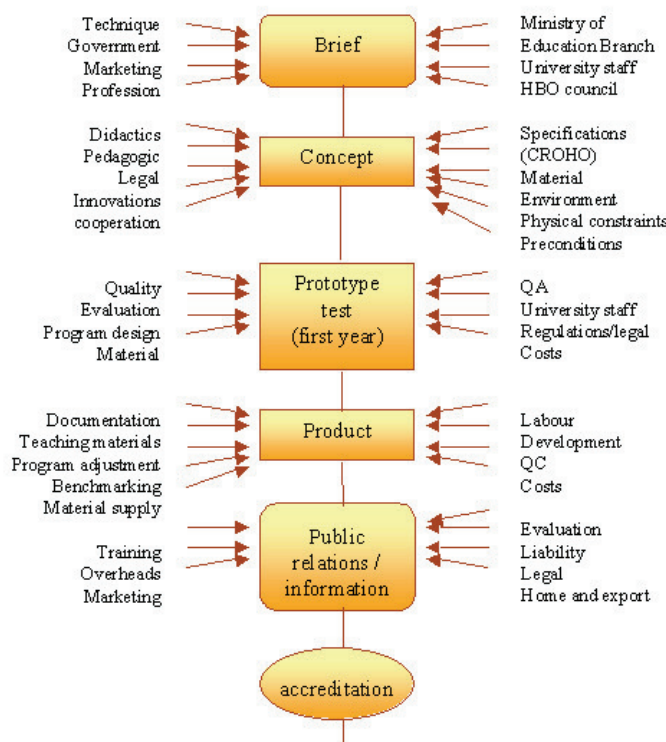 Technique
Government
Marketing
Profession
Brief
Ministry of
Education Branch
University staff
HBO council
Didactics
Pedagogic
Legal
Innovations
cooperation
Concept
Specifications
(CROHO)
Material
Environment
Physical constraints
Preconditions
Quality
Evaluation
Program design
Material
Prototype
test
(first year)
QA
University staff
Regulations/legal
Costs
Documentation
Teaching materials
Program adjustment
Benchmarking
Material supply
Product
Labour
Development
QC
Costs
Training
Overheads
Marketing
Public
relations /
information
Evaluation
Liability
Legal
Home and export
accreditation